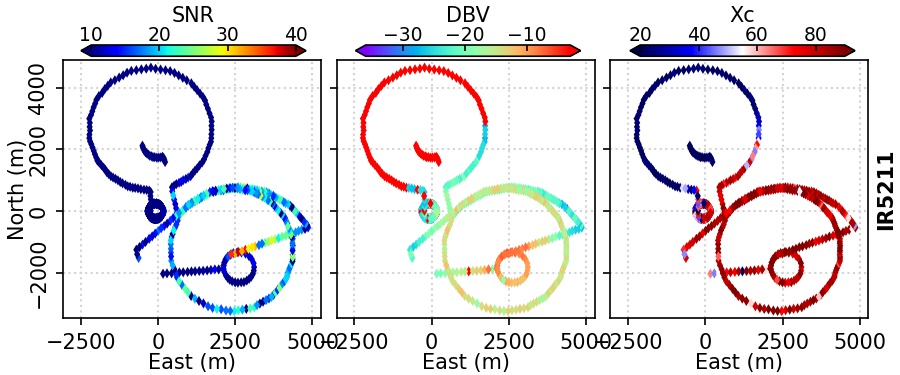 SNR DBV Xc
10 20 30 40 −30 −20 −10 20 40 60 80
4000
2000
0
−2000
North (m)
−2500 0 2500 5000 −2500 0 2500 5000 −2500 0 2500 5000
East (m) East (m) East (m)
IR5211